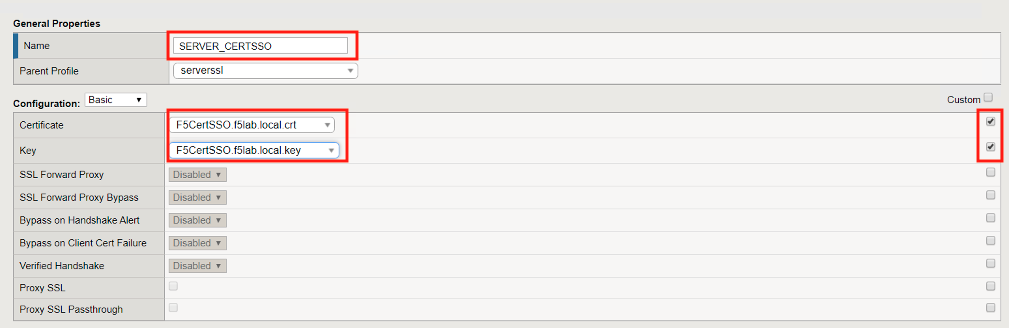 General Properties
Name SERVER_CERTSSO
Parent Profile serverssl
Configuration: Basic Custom
Certificate F5CertSSO.f5lab.local.crt
Key F5CertSSO.f5lab.local.key
SSL Forward Proxy Disabled
SSL Forward Proxy Bypass Disabled
Bypass on Handshake Alert Disabled
Bypass on Client Cert Failure Disabled
Verified Handshake Disabled
Proxy SSL
Proxy SSL Passthrough